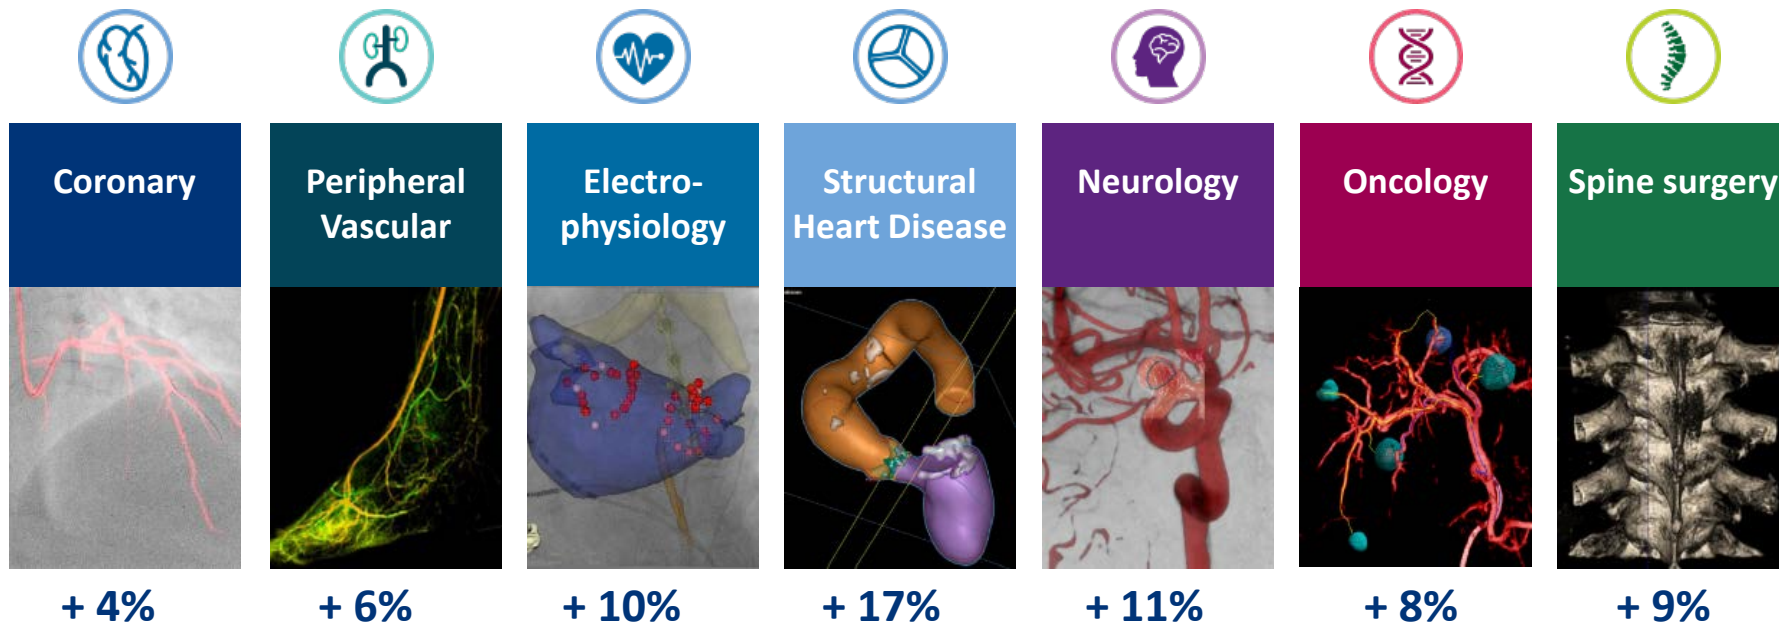 Coronary
Peripheral
Vascular
Electro-
physiology
Structural
Heart Disease
Neurology
Oncology
Spine surgery
+ 4%
+ 6%
+ 10%
+ 17%
+ 11%
+ 8%
+ 9%